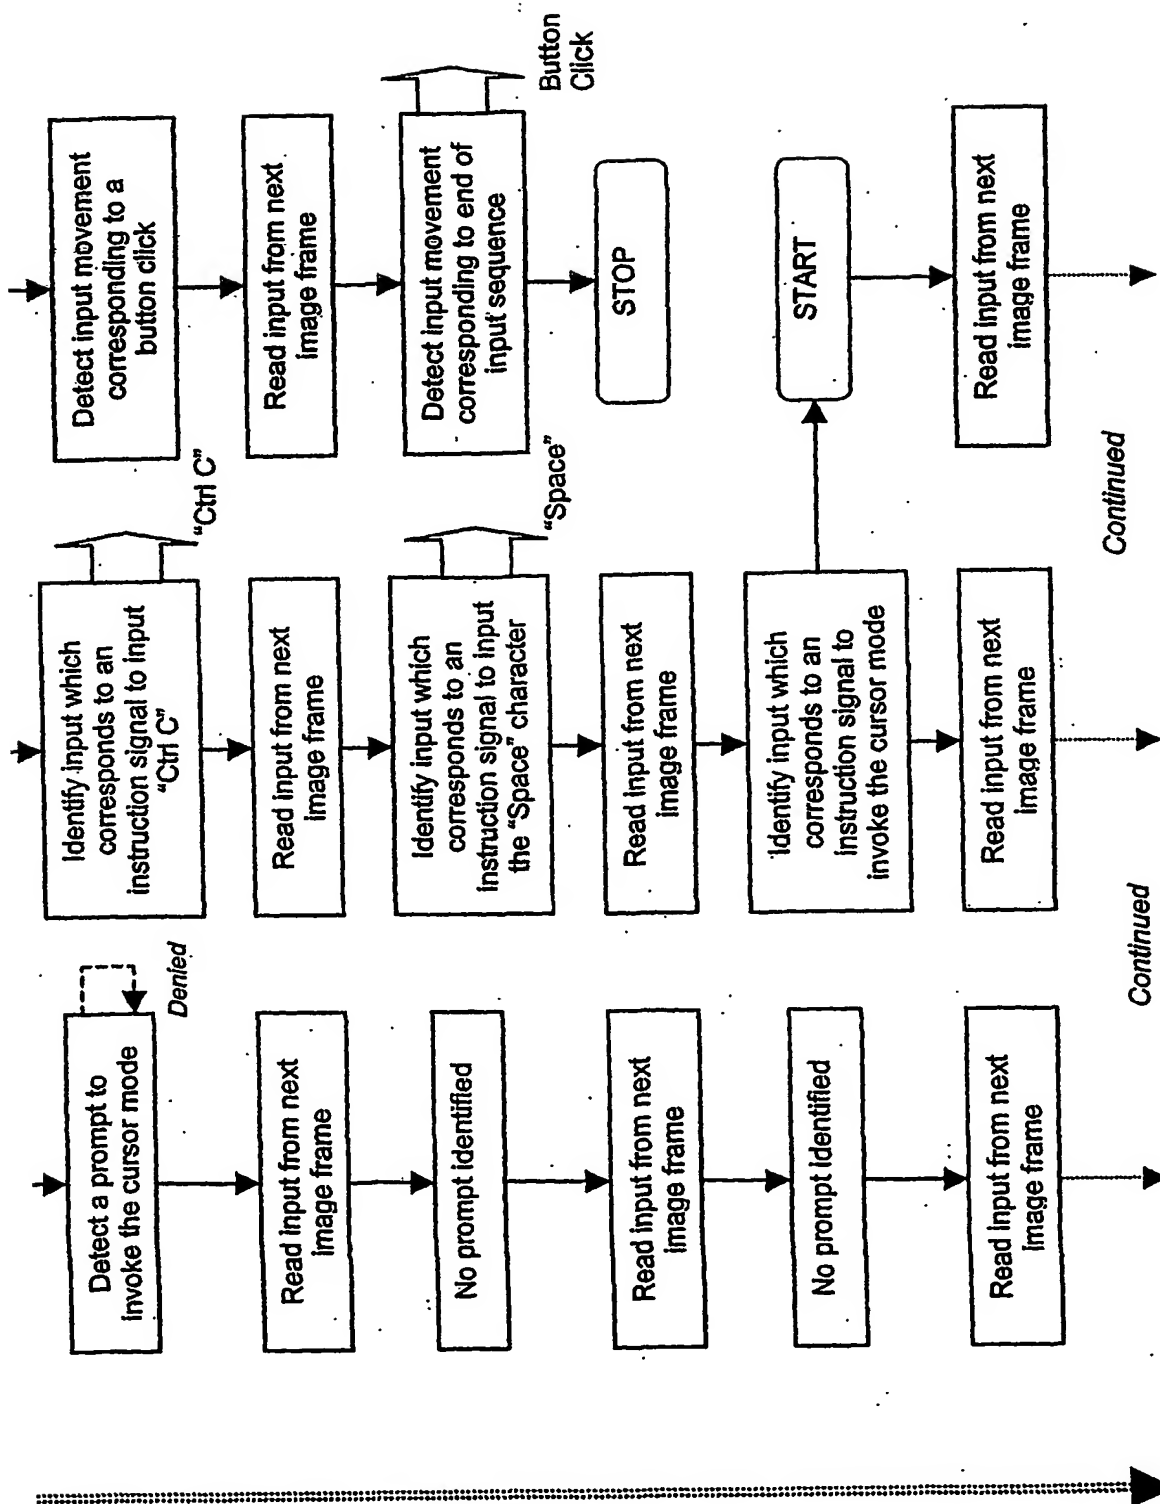 Detect a prompt to
invoke the cursor mode
Denied
Read input from next
image frame
No prompt identified
Read input from next
image frame
No prompt identified
Read input from next
image frame
Continued
Identify input which
corresponds to an
instruction signal to input
“Ctrl C”
“Ctrl C”
Read input from next
image frame
Identify input which
corresponds to an
instruction signal to input
the “Space” character
“Space”
Read input from next
image frame
Identify input which
corresponds to an
instruction signal to
invoke the cursor mode
Read input from next
image frame
Continued
Detect input movement
corresponding to a
button click
Read input from next
image frame
Detect input movement
corresponding to end of
input sequence
Button
Click
STOP
START
Read input from next
image frame